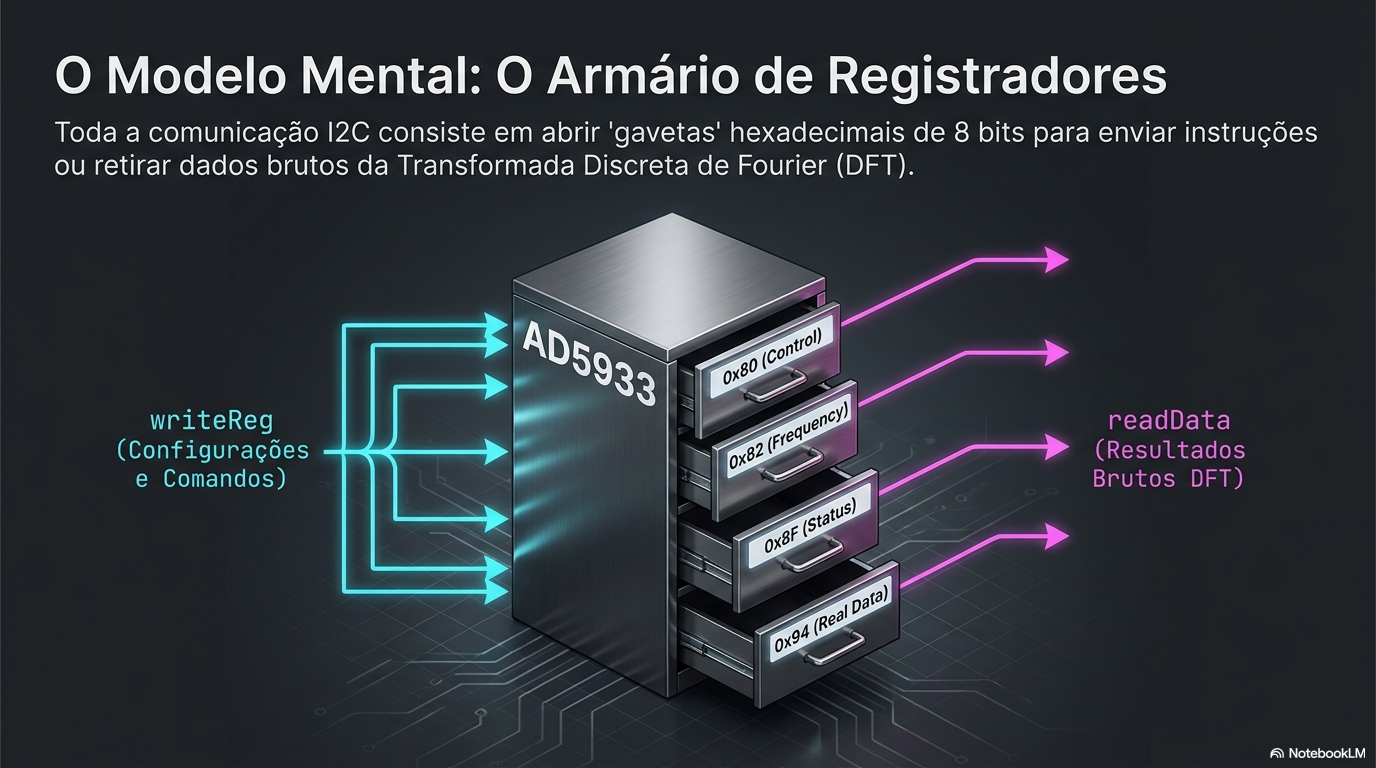 O Modelo Mental: O Armário de Registradores
Toda a comunicação I2C consiste em abrir 'gavetas' hexadecimais de 8 bits para enviar instruções
ou retirar dados brutos da Transformada Discreta de Fourier (DFT).
AD5933
0x80 (Control)
0x82 (Frequency)
0x8F (Status)
0x94 (Real Data)
writeReg
(Configurações
e Comandos)
readData
(Resultados
Brutos DFT)
NotebookLM